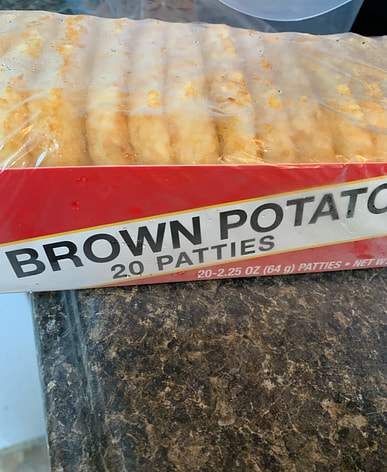 BROWN POTATO
20 PATTIES
20-2.25 OZ (64 g) PATTIES • NET W